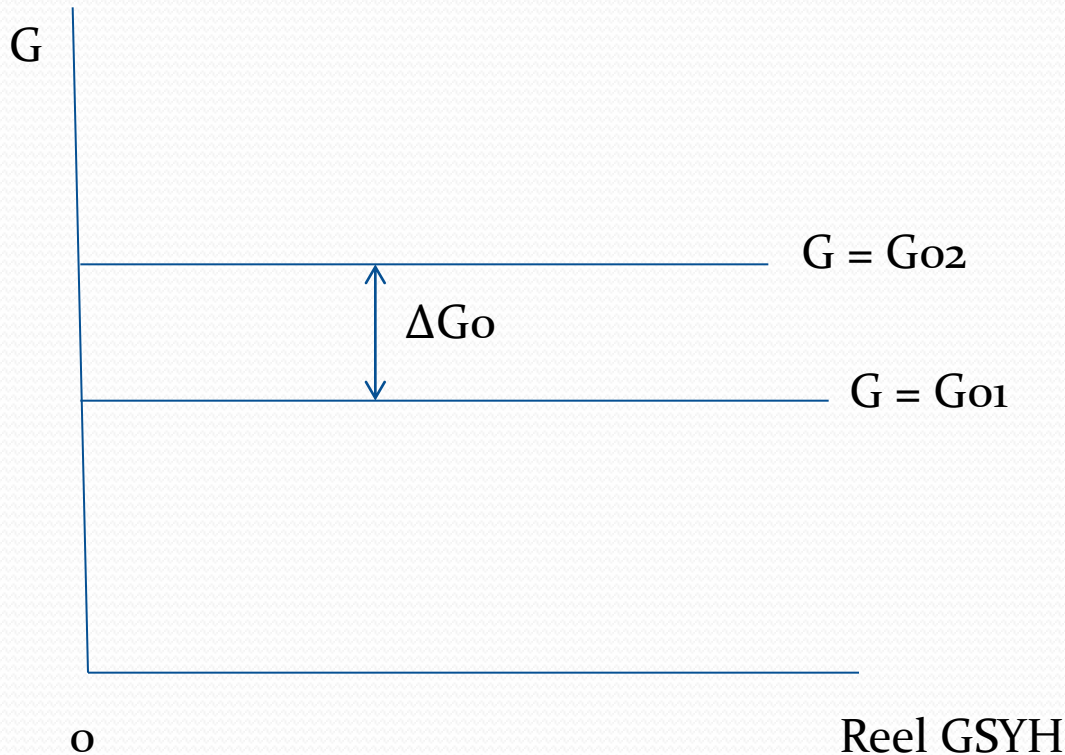 G
G = G02
ΔG0
G = G01
0
Reel GSYH